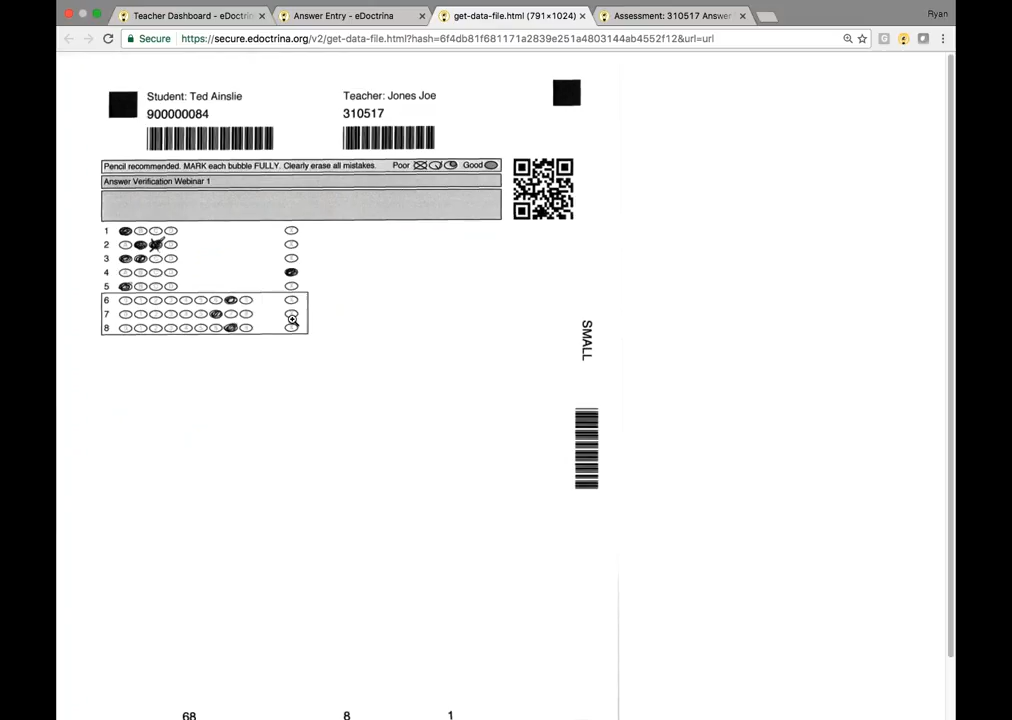 Teacher Dashboard - eDoctrin
Answer Entry - eDoctrina
get-data-file.html (791×1024)
Assessment: 310517 Answer
Ryan
Secure
https://secure.edoctrina.org/v2/get-data-file.html?hash=6f4db81f681171a2839e251a4803144ab4552f12&url=url
Student: Ted Ainslie
Teacher: Jones Joe
900000084
310517
Pencil recommended. MARK each bubble FULLY. Clearly erase all mistakes. Poor Good
Answer Verification Webinar 1
1
2
3
4
5
6
7
8
SMALL
68 8 1